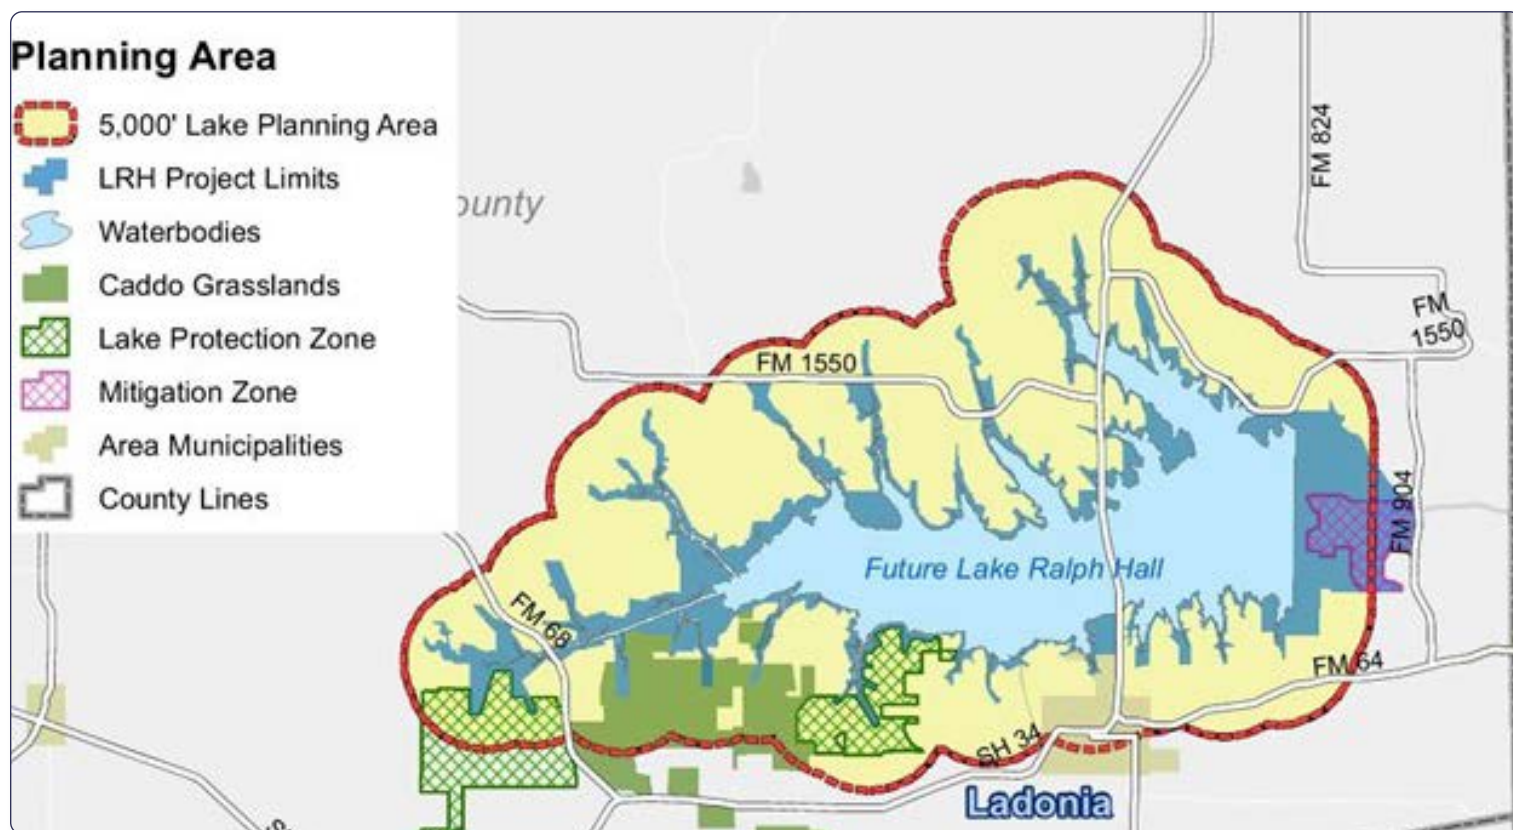 Planning Area
5,000' Lake Planning Area
LRH Project Limits
Waterbodies
Caddo Grasslands
Lake Protection Zone
Mitigation Zone
Area Municipalities
County Lines
ounty
FM 824
FM
1550
FM 1550
FM 904
Future Lake Ralph Hall
FM 68
FM 64
SH 34
Ladonia